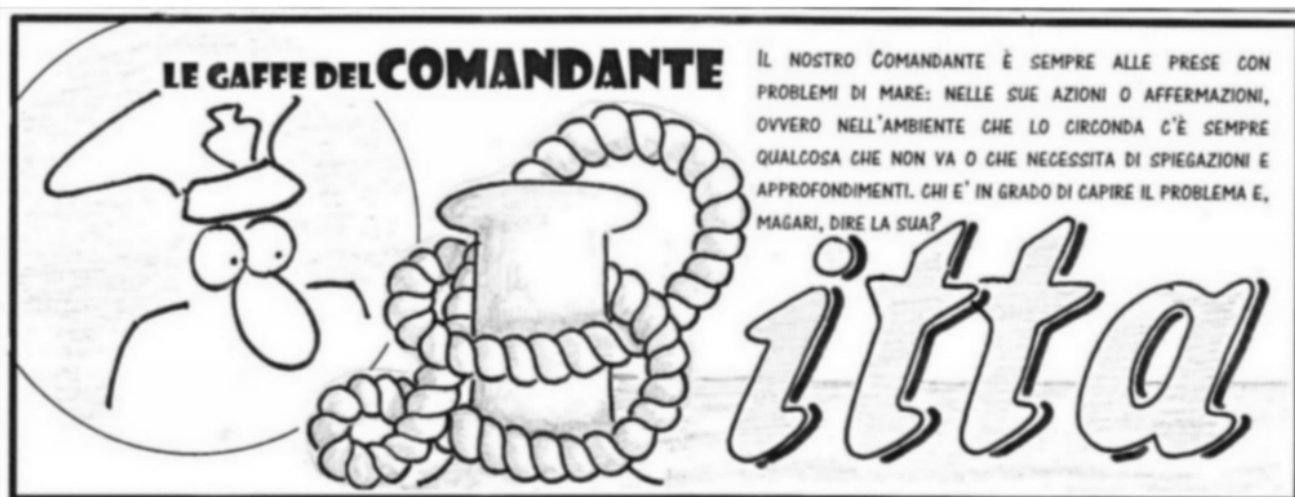 LE GAFFE DEL COMANDANTE
IL NOSTRO COMANDANTE È SEMPRE ALLE PRESE CON
PROBLEMI DI MARE: NELLE SUE AZIONI O AFFERMAZIONI,
OVVERO NELL'AMBIENTE CHE LO CIRCONDA C'È SEMPRE
QUALCOSA CHE NON VA O CHE NECESSITA DI SPIEGAZIONI E
APPROFONDIMENTI. CHI E' IN GRADO DI CAPIRE IL PROBLEMA E,
MAGARI, DIRE LA SUA?
itta